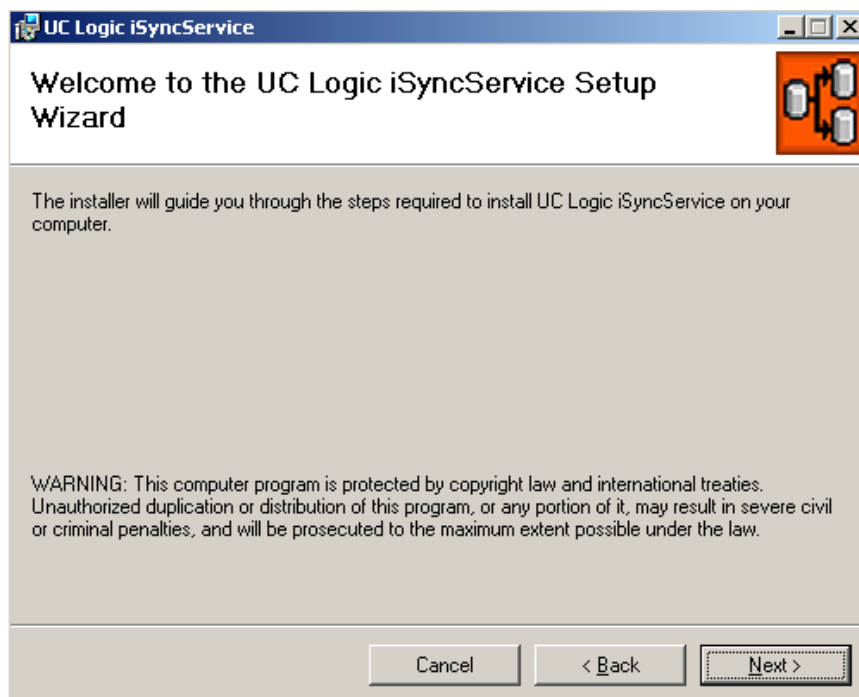 UC Logic iSyncService
Welcome to the UC Logic iSyncService Setup
Wizard
The installer will guide you through the steps required to install UC Logic iSyncService on your
computer.
WARNING: This computer program is protected by copyright law and international treaties.
Unauthorized duplication or distribution of this program, or any portion of it, may result in severe civil
or criminal penalties, and will be prosecuted to the maximum extent possible under the law.
Cancel
< Back
Next >